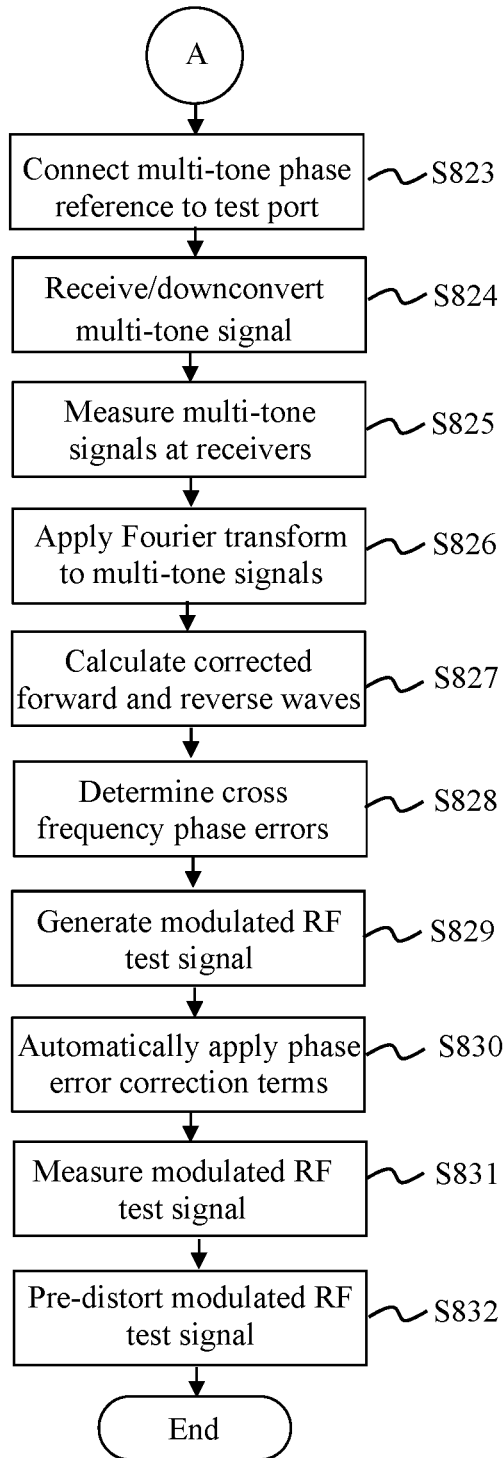 A
Connect multi-tone phase
reference to test port
S823
Receive/downconvert
multi-tone signal
S824
Measure multi-tone
signals at receivers
S825
Apply Fourier transform
to multi-tone signals
S826
Calculate corrected
forward and reverse waves
S827
Determine cross
frequency phase errors
S828
Generate modulated RF
test signal
S829
Automatically apply phase
error correction terms
S830
Measure modulated RF
test signal
S831
Pre-distort modulated RF
test signal
S832
End